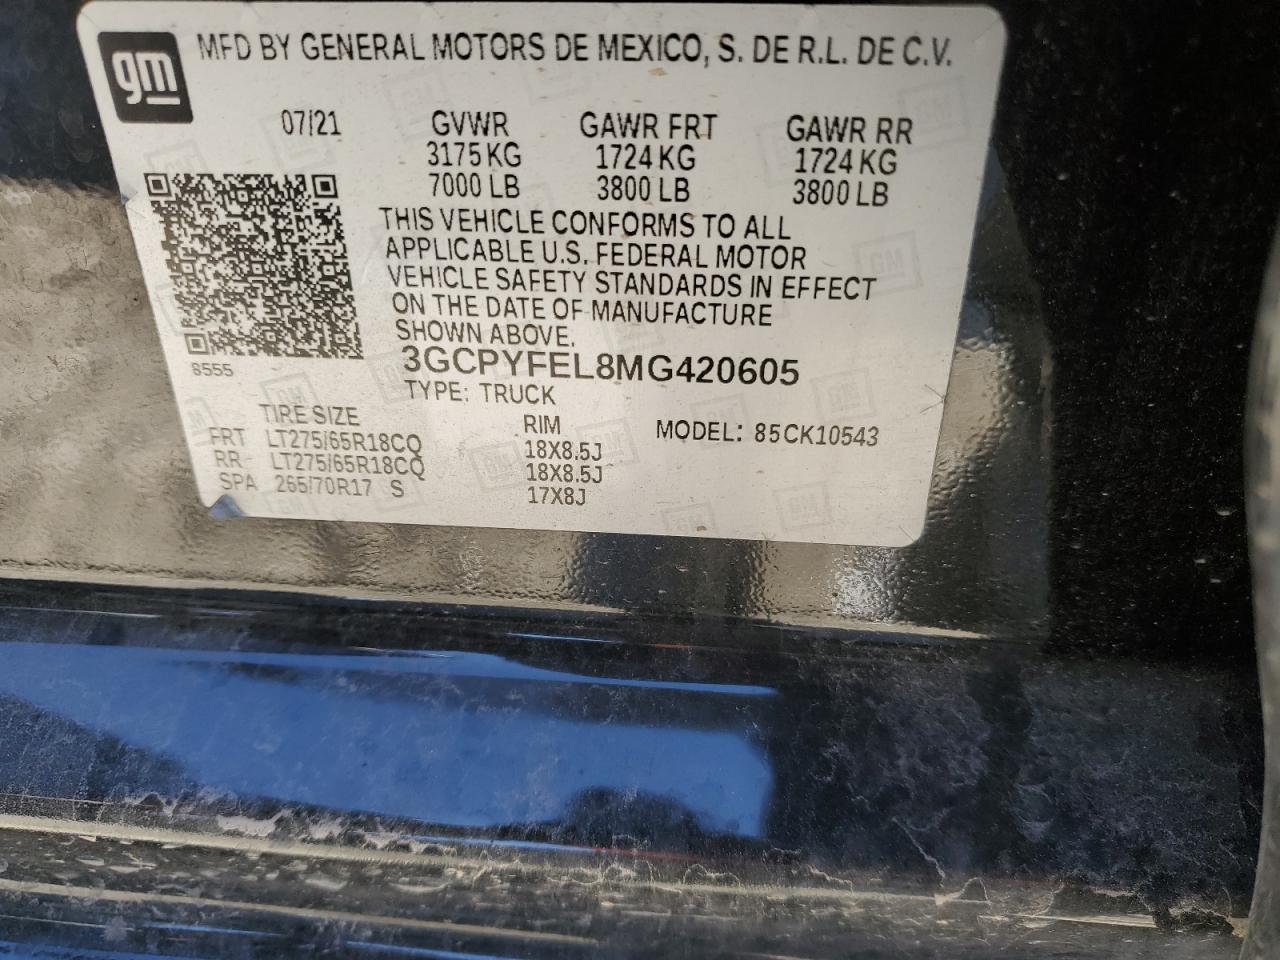 gm
MFD BY GENERAL MOTORS DE MEXICO, S. DE R.L. DE C.V.
07/21 GVWR GAWR FRT GAWR RR
3175 KG 1724 KG 1724 KG
7000 LB 3800 LB 3800 LB
THIS VEHICLE CONFORMS TO ALL
APPLICABLE U.S. FEDERAL MOTOR
VEHICLE SAFETY STANDARDS IN EFFECT
ON THE DATE OF MANUFACTURE
SHOWN ABOVE.
8555 3GCPYFEL8MG420605
TYPE: TRUCK
TIRE SIZE RIM MODEL: 85CK10543
FRT LT275/65R18CQ 18X8.5J
RR LT275/65R18CQ 18X8.5J
SPA 265/70R17 S 17X8J